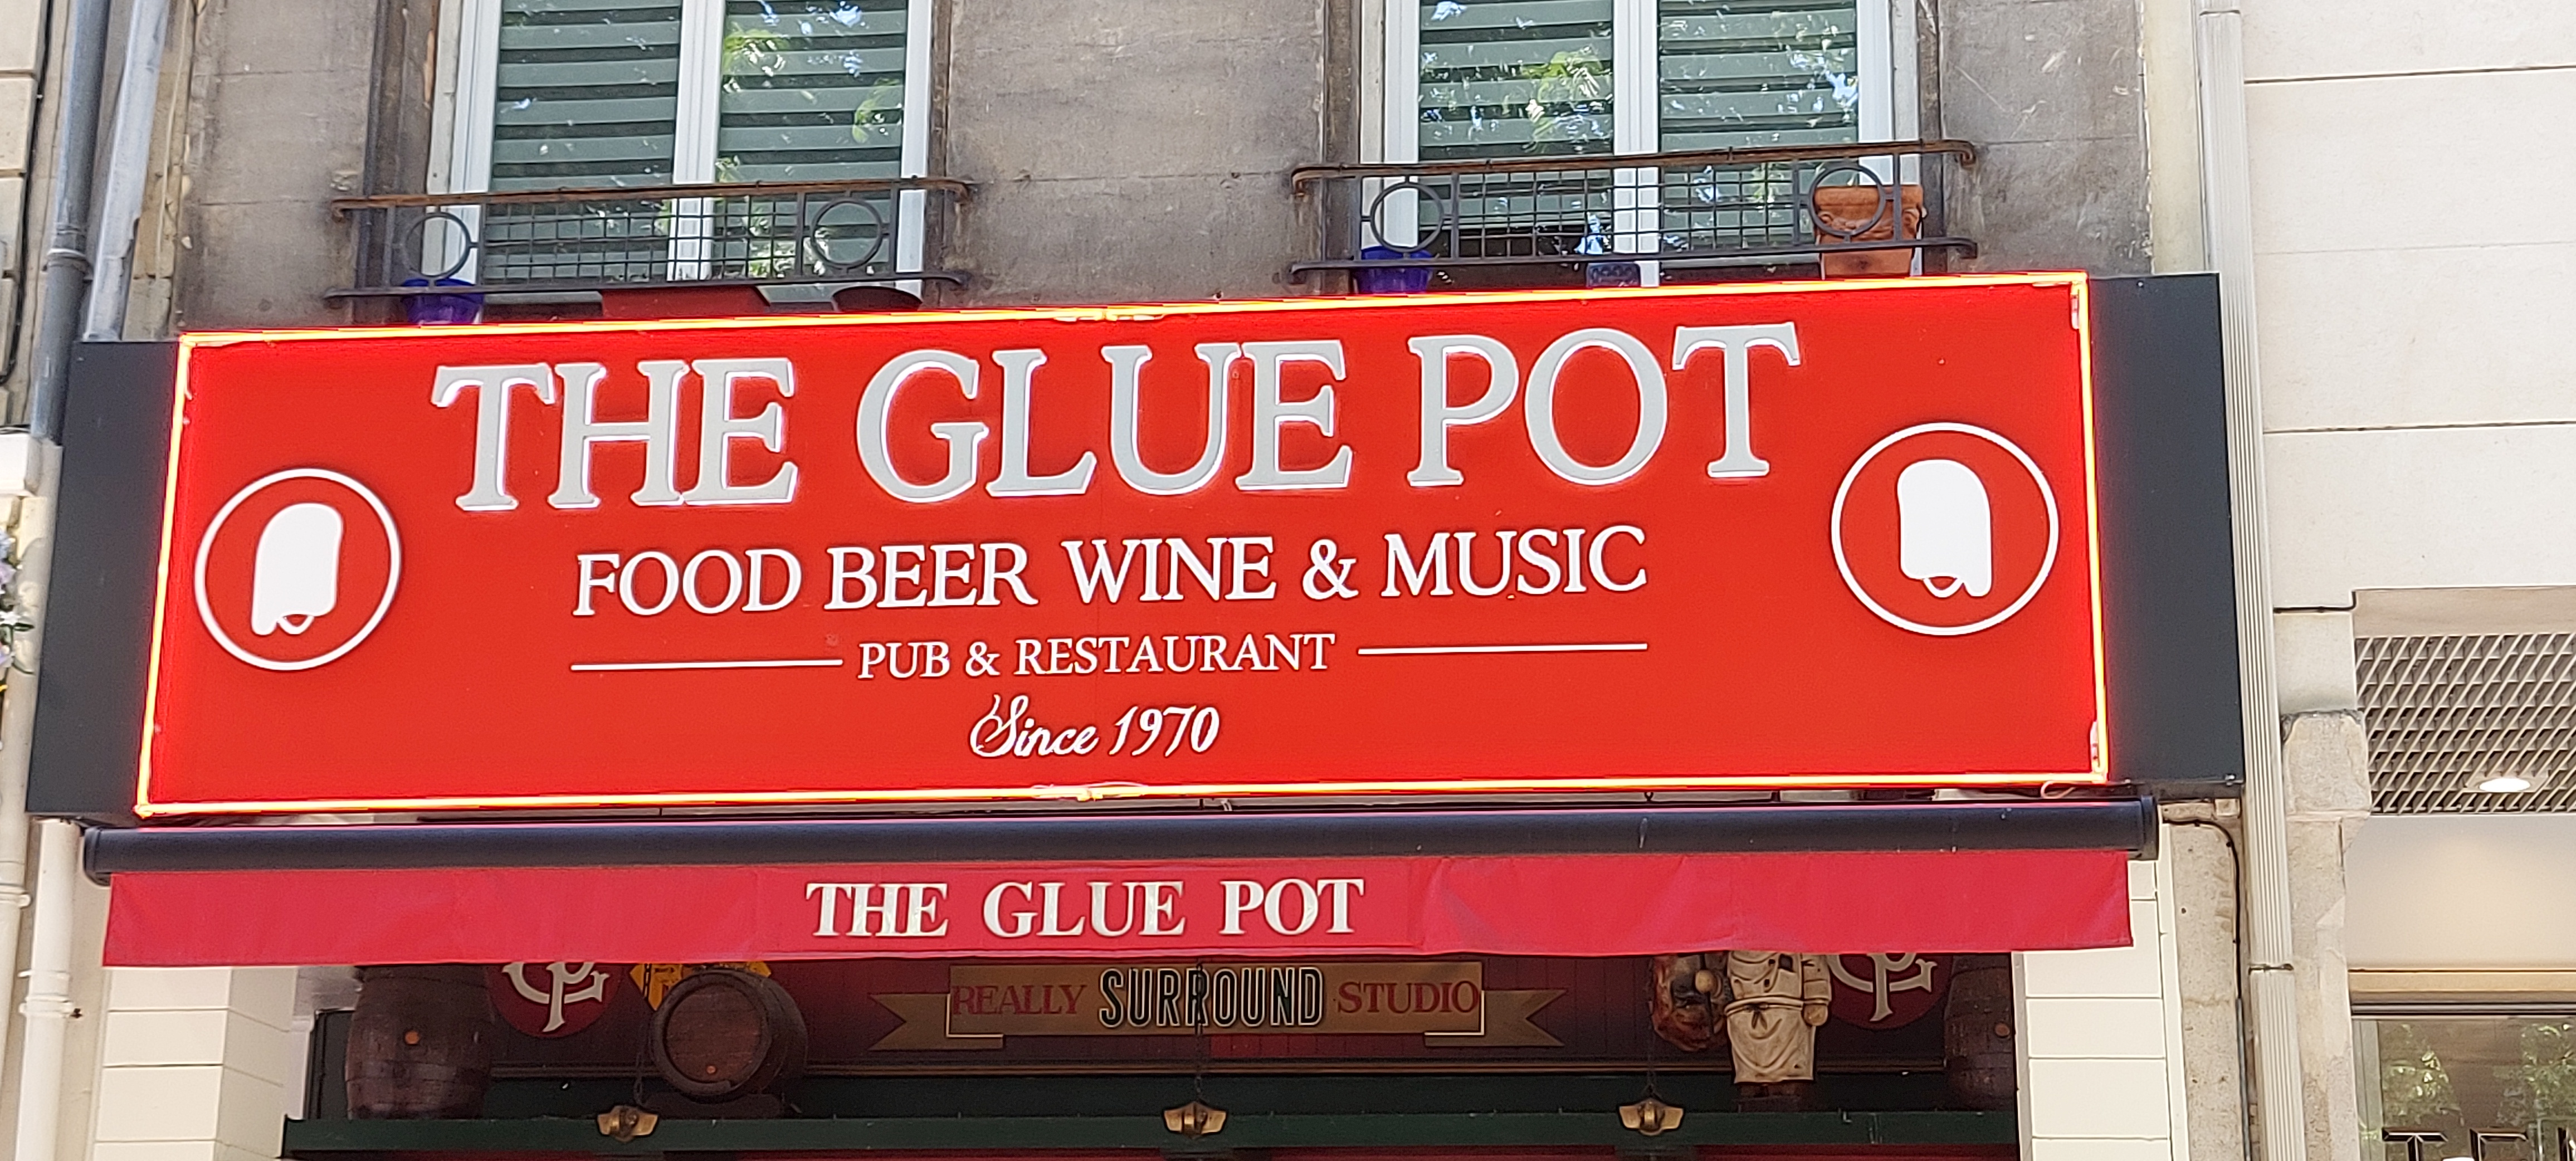 THE GLUE POT
FOOD BEER WINE & MUSIC
PUB & RESTAURANT
Since 1970
THE GLUE POT
REALLY SURROUND STUDIO